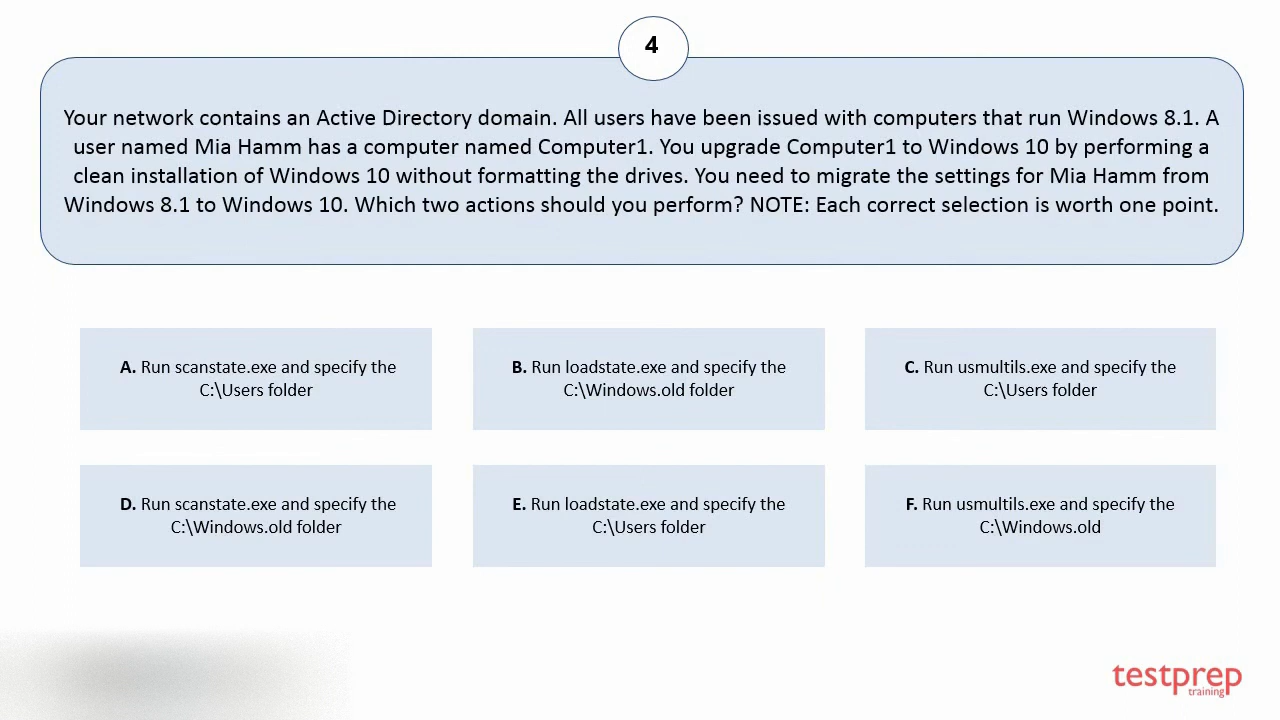 4
Your network contains an Active Directory domain. All users have been issued with computers that run Windows 8.1. A
user named Mia Hamm has a computer named Computer1. You upgrade Computer1 to Windows 10 by performing a
clean installation of Windows 10 without formatting the drives. You need to migrate the settings for Mia Hamm from
Windows 8.1 to Windows 10. Which two actions should you perform? NOTE: Each correct selection is worth one point.
A. Run scanstate.exe and specify the
C:\Users folder
B. Run loadstate.exe and specify the
C:\Windows.old folder
C. Run usmultils.exe and specify the
C:\Users folder
D. Run scanstate.exe and specify the
C:\Windows.old folder
E. Run loadstate.exe and specify the
C:\Users folder
F. Run usmultils.exe and specify the
C:\Windows.old
testprep
training